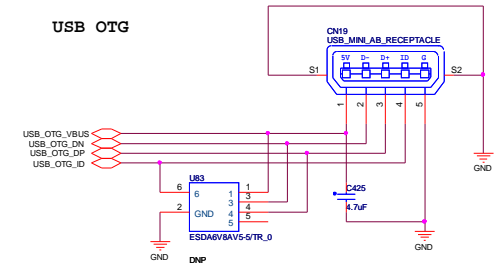 USB OTG
CN19
USB_MINI_AB_RECEPTACLE
5V D- D+ ID G
S1 S2
1 2 3 4 5
USB_OTG_VBUS
USB_OTG_DN
USB_OTG_DP
USB_OTG_ID
GND
U83
6 6 1 1
3 3
2 GND 4 4
5 5
ESDA6V8AV5-5/TR_0
C425
4.7uF
GND
GND
DNP